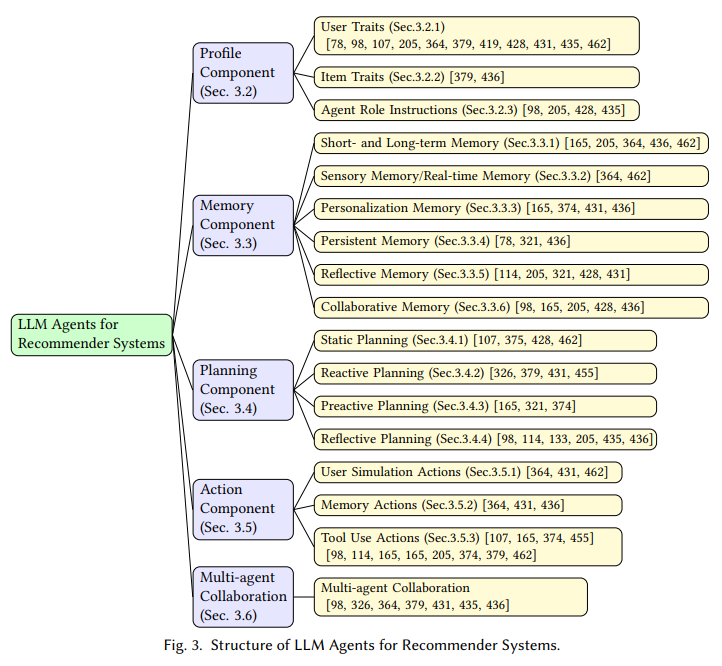 User Traits (Sec.3.2.1)
[78, 98, 107, 205, 364, 379, 419, 428, 431, 435, 462]
Profile
Component
(Sec. 3.2)
Item Traits (Sec.3.2.2) [379, 436]
Agent Role Instructions (Sec.3.2.3) [98, 205, 428, 435]
Short- and Long-term Memory (Sec.3.3.1) [165, 205, 364, 436, 462]
Sensory Memory/Real-time Memory (Sec.3.3.2) [364, 462]
Memory
Component
(Sec. 3.3)
Personalization Memory (Sec.3.3.3) [165, 374, 431, 436]
Persistent Memory (Sec.3.3.4) [78, 321, 436]
Reflective Memory (Sec.3.3.5) [114, 205, 321, 428, 431]
Collaborative Memory (Sec.3.3.6) [98, 165, 205, 428, 436]
LLM Agents for
Recommender Systems
Static Planning (Sec.3.4.1) [107, 375, 428, 462]
Planning
Component
(Sec. 3.4)
Reactive Planning (Sec.3.4.2) [326, 379, 431, 455]
Preactive Planning (Sec.3.4.3) [165, 321, 374]
Reflective Planning (Sec.3.4.4) [98, 114, 133, 205, 435, 436]
User Simulation Actions (Sec.3.5.1) [364, 431, 462]
Action
Component
(Sec. 3.5)
Memory Actions (Sec.3.5.2) [364, 431, 436]
Tool Use Actions (Sec.3.5.3) [107, 165, 374, 455]
[98, 114, 165, 165, 205, 374, 379, 462]
Multi-agent
Collaboration
(Sec. 3.6)
Multi-agent Collaboration
[98, 326, 364, 379, 431, 435, 436]
Fig. 3. Structure of LLM Agents for Recommender Systems.